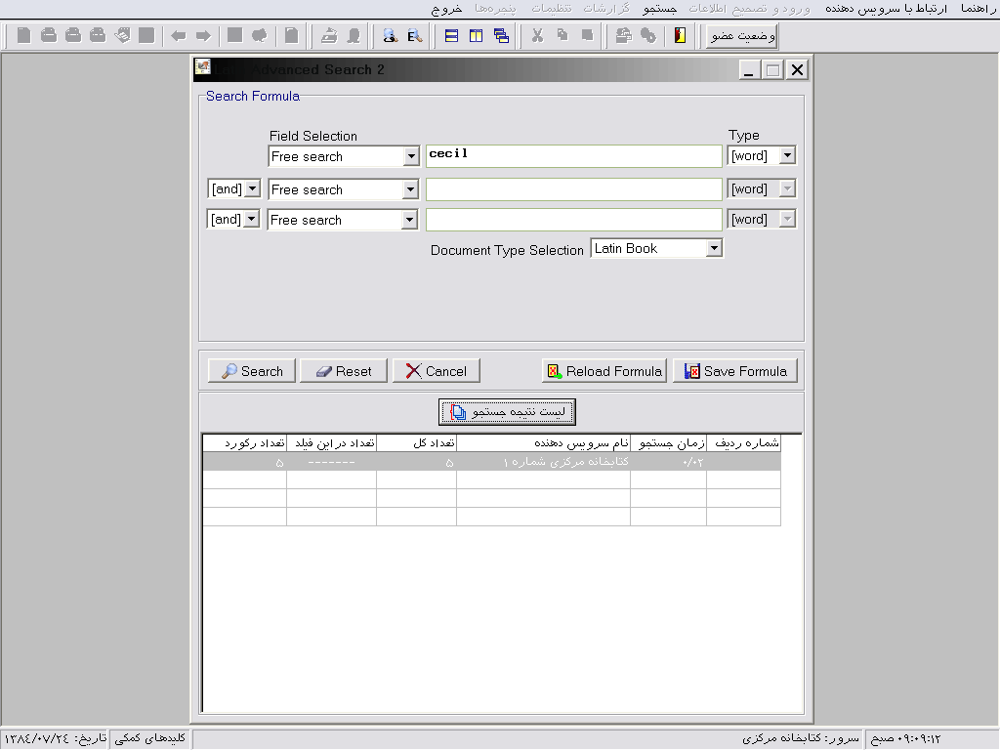 راهنما ارتباط با سرویس دهنده ورود و تصحیح اطلاعات جستجو گزارشات تنظیمات پنجره‌ها خروج
وضعیت عضو
Advanced Search 2
Search Formula
Field Selection Type
Free search cecil [word]
[and] Free search [word]
[and] Free search [word]
Document Type Selection Latin Book
Search Reset Cancel Reload Formula Save Formula
لیست نتیجه جستجو
شماره ردیف زمان جستجو نام سرویس دهنده تعداد کل تعداد در این فیلد تعداد رکورد
۰/۰۲ کتابخانه مرکزی شماره ۱ ۵ ------- ۵
۰۹:۰۹:۱۲ صبح سرور: کتابخانه مرکزی کلیدهای کمکی تاریخ: ۱۳۸۴/۰۷/۲۴